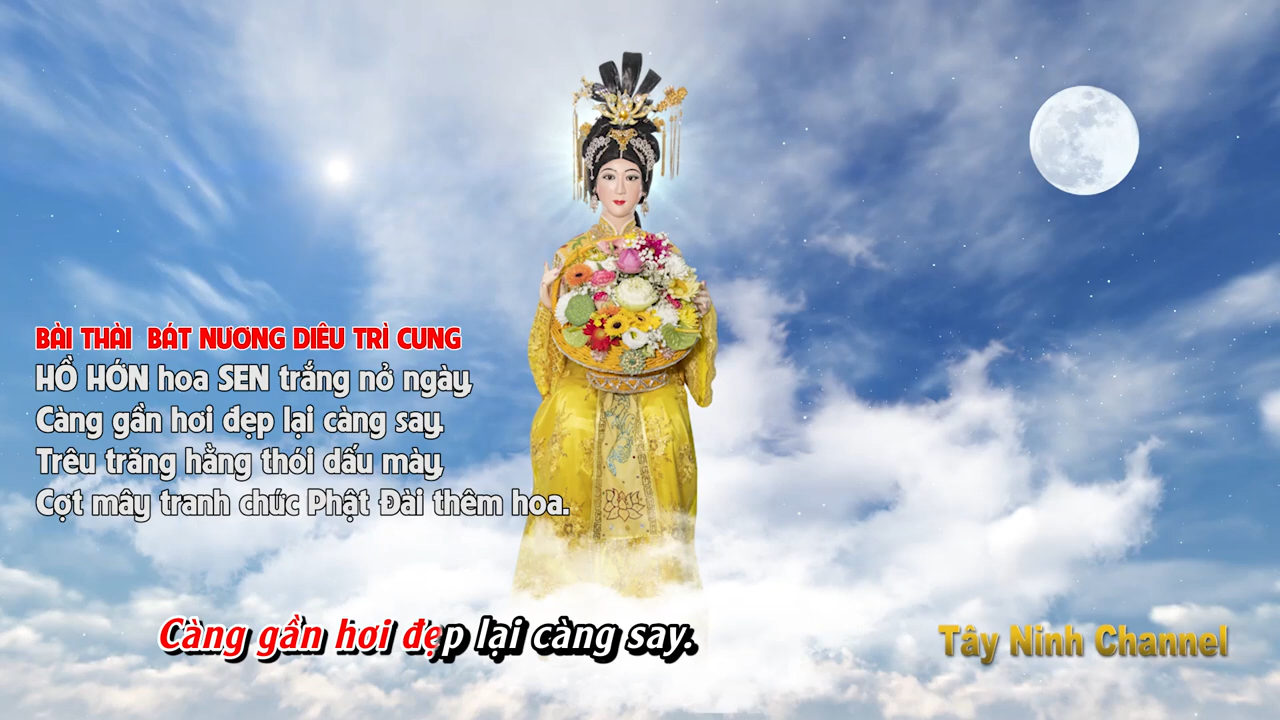 BÀI THÀI BÁT NƯƠNG DIÊU TRÌ CUNG
HỒ HỚN hoa SEN trắng nở ngày,
Càng gần hơi đẹp lại càng say.
Trêu trăng hằng thói dấu mày,
Cợt mây tranh chức Phật Đài thêm hoa.
Càng gần hơi đẹp lại càng say.
Tây Ninh Channel